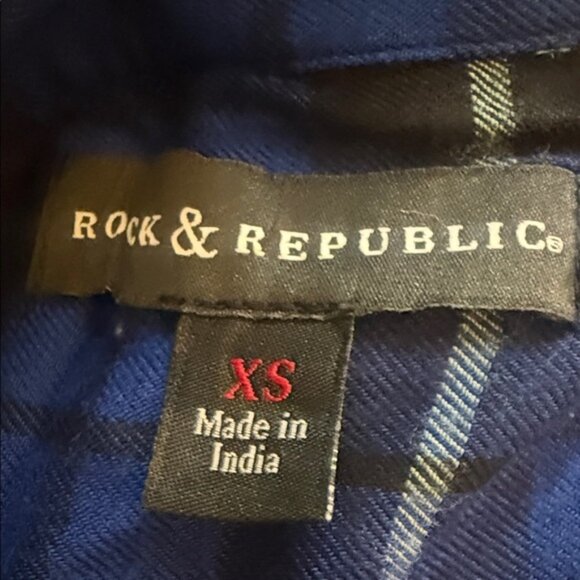 ROCK & REPUBLIC®
XS
Made in
India